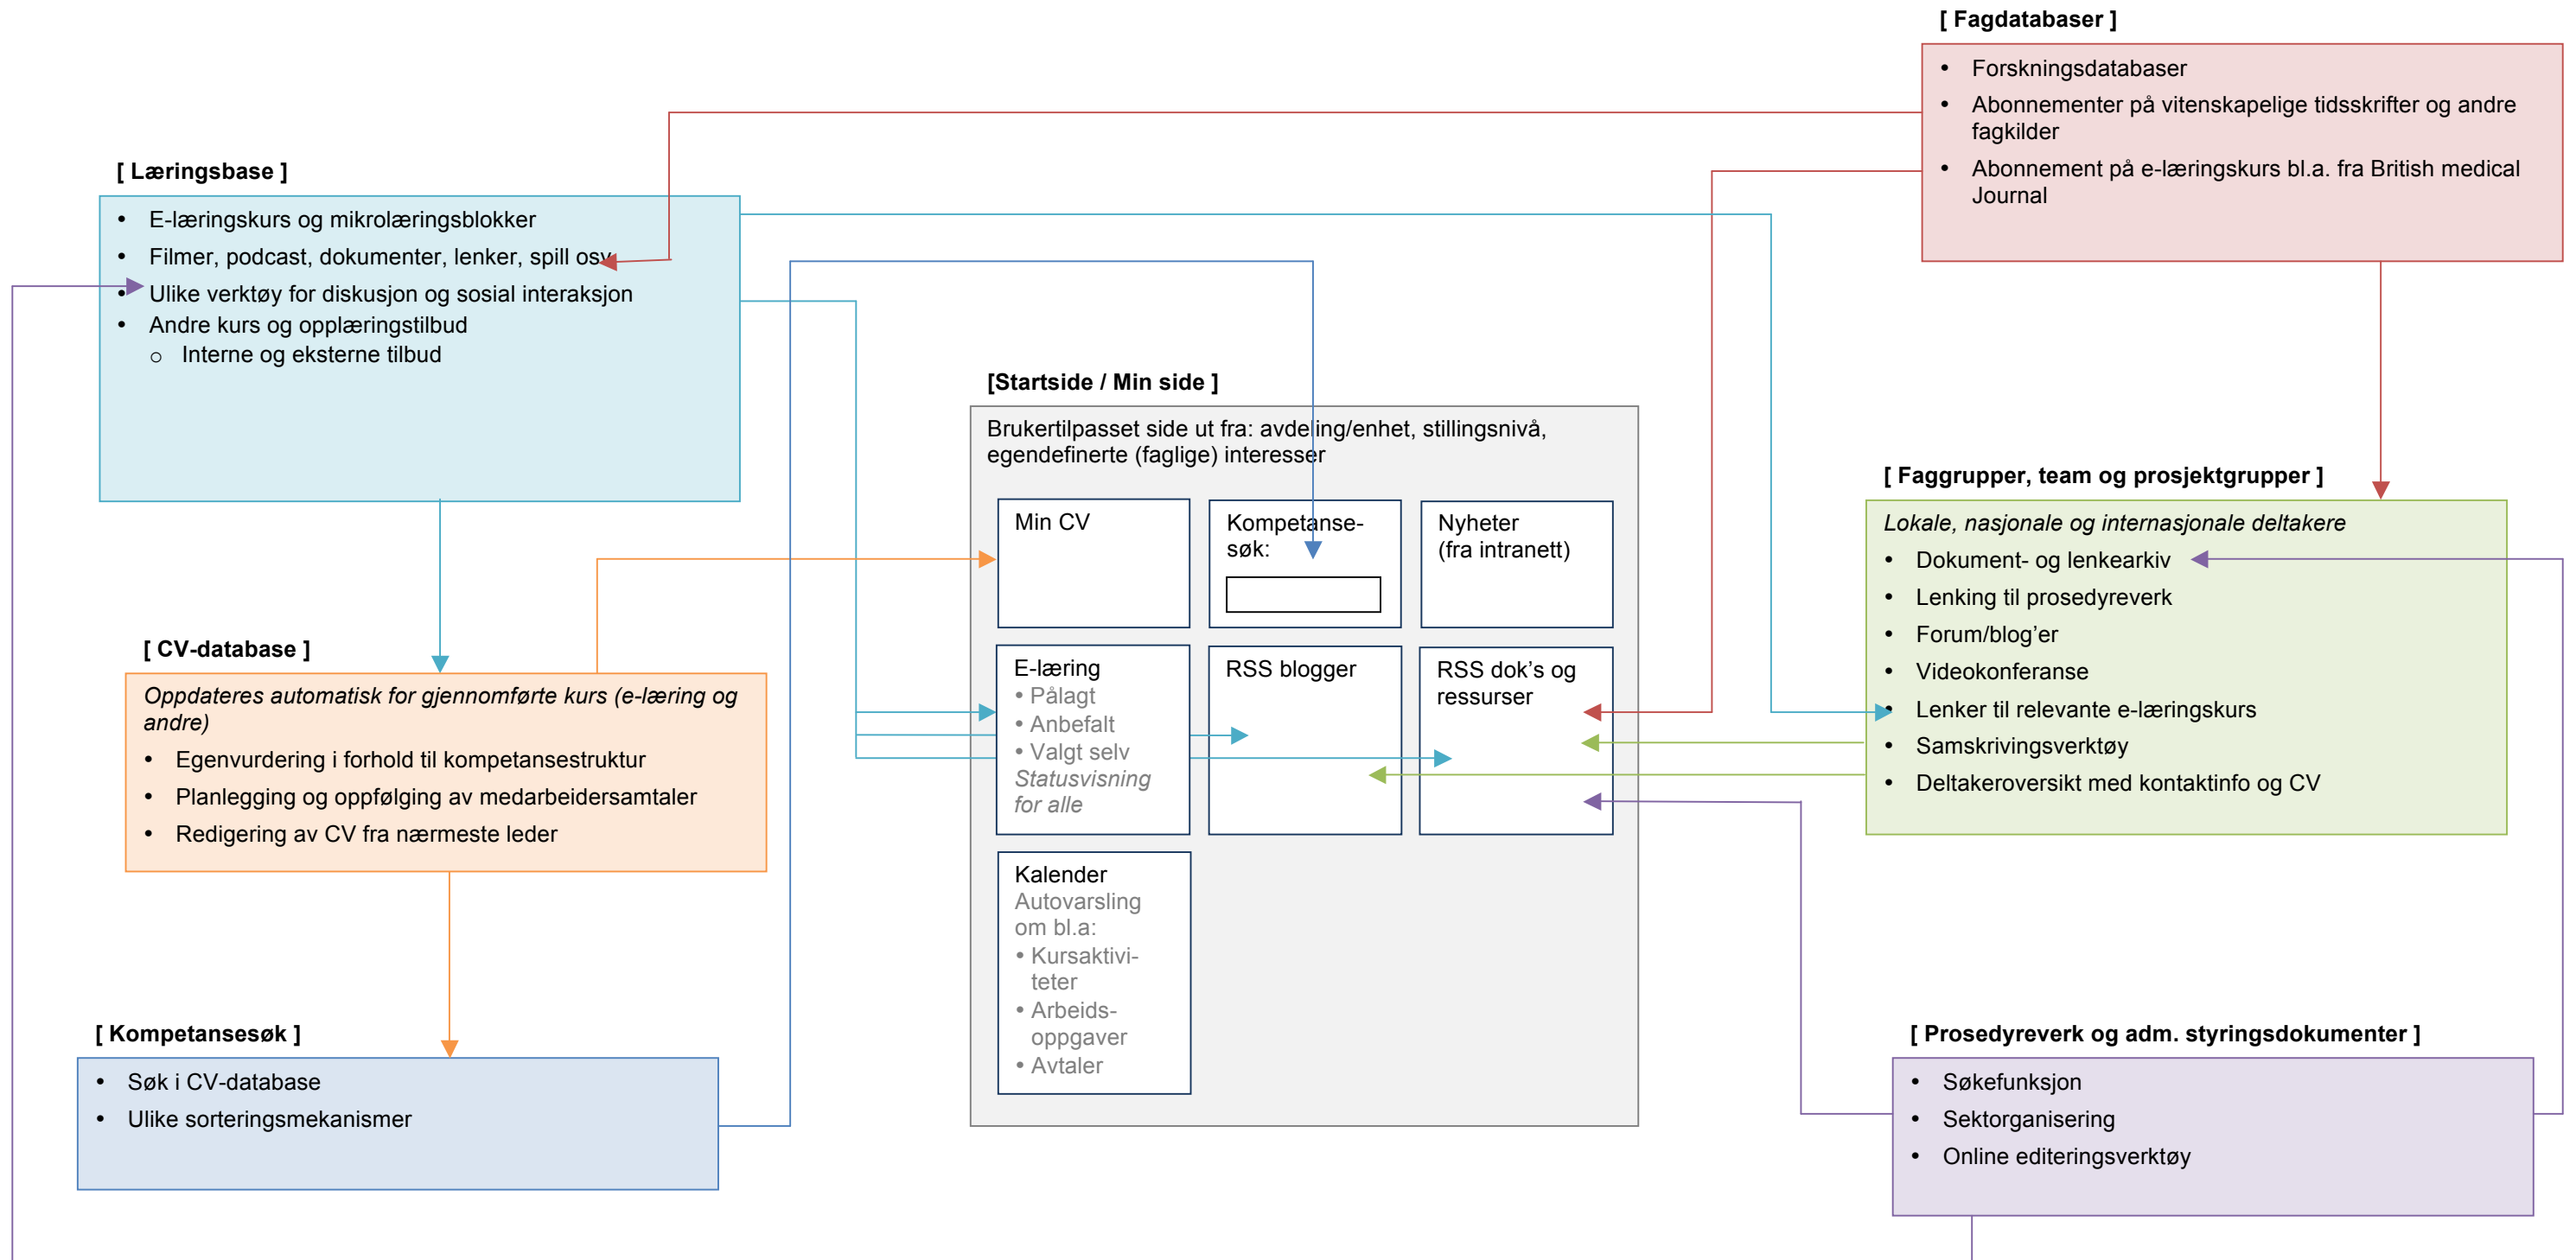 [ Fagdatabaser ]
• Forskningsdatabaser
• Abonnementer på vitenskapelige tidsskrifter og andre
fagkilder
• Abonnement på e-læringskurs bl.a. fra British medical
Journal
[ Læringsbase ]
• E-læringskurs og mikrolæringsblokker
• Filmer, podcast, dokumenter, lenker, spill osv
• Ulike verktøy for diskusjon og sosial interaksjon
• Andre kurs og opplæringstilbud
o Interne og eksterne tilbud
[Startside / Min side ]
Brukertilpasset side ut fra: avdeling/enhet, stillingsnivå,
egendefinerte (faglige) interesser
Min CV
Kompetanse-
søk:
Nyheter
(fra intranett)
E-læring
• Pålagt
• Anbefalt
• Valgt selv
Statusvisning
for alle
RSS blogger
RSS dok's og
ressurser
Kalender
Autovarsling
om bl.a:
• Kursaktivi-
teter
• Arbeids-
oppgaver
• Avtaler
[ Faggrupper, team og prosjektgrupper ]
Lokale, nasjonale og internasjonale deltakere
• Dokument- og lenkearkiv
• Lenking til prosedyreverk
• Forum/blog'er
• Videokonferanse
• Lenker til relevante e-læringskurs
• Samskrivingsverktøy
• Deltakeroversikt med kontaktinfo og CV
[ CV-database ]
Oppdateres automatisk for gjennomførte kurs (e-læring og
andre)
• Egenvurdering i forhold til kompetansestruktur
• Planlegging og oppfølging av medarbeidersamtaler
• Redigering av CV fra nærmeste leder
[ Kompetansesøk ]
• Søk i CV-database
• Ulike sorteringsmekanismer
[ Prosedyreverk og adm. styringsdokumenter ]
• Søkefunksjon
• Sektorganisering
• Online editeringsverktøy